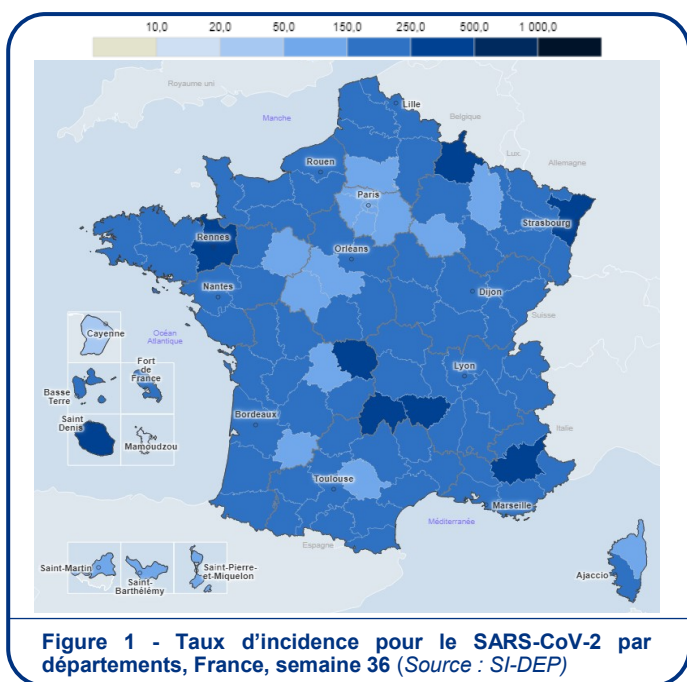 10,0 20,0 50,0 150,0 250,0 500,0 1 000,0
Royaume uni
Lille
Manche
Belgique
Lux.
Allemagne
Rouen
Paris
Strasbourg
Rennes
Orléans
Nantes
Dijon
Suisse
Cayenne
Océan
Atlantique
Fort
de
France
Basse
Terre
Lyon
Saint
Denis
Bordeaux
Italie
Mamoudzou
Toulouse
Marseille
Méditerranée
Espagne
Saint-Martin
Saint-
Barthélémy
Saint-Pierre-
et-Miquelon
Ajaccio
Figure 1 - Taux d’incidence pour le SARS-CoV-2 par
départements, France, semaine 36 (Source : SI-DEP)